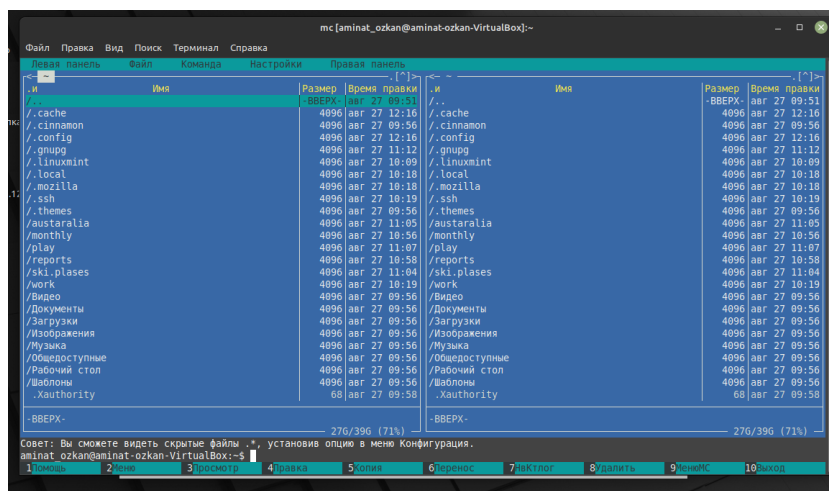 mc [aminat_ozkan@aminat-ozkan-VirtualBox]:~
Файл Правка Вид Поиск Терминал Справка
Левая панель Файл Команда Настройки Правая панель
<- ~ .[^]> <- ~ .[^]>
.и Имя Размер Время правки .и Имя Размер Время правки
/.. -ВВЕРХ- авг 27 09:51 /.. -ВВЕРХ- авг 27 09:51
/.cache 4096 авг 27 12:16 /.cache 4096 авг 27 12:16
/.cinnamon 4096 авг 27 09:56 /.cinnamon 4096 авг 27 09:56
/.config 4096 авг 27 12:16 /.config 4096 авг 27 12:16
/.gnupg 4096 авг 27 11:12 /.gnupg 4096 авг 27 11:12
/.linuxmint 4096 авг 27 10:09 /.linuxmint 4096 авг 27 10:09
/.local 4096 авг 27 10:18 /.local 4096 авг 27 10:18
/.mozilla 4096 авг 27 10:18 /.mozilla 4096 авг 27 10:18
/.ssh 4096 авг 27 10:19 /.ssh 4096 авг 27 10:19
/.themes 4096 авг 27 09:56 /.themes 4096 авг 27 09:56
/austaralia 4096 авг 27 11:05 /austaralia 4096 авг 27 11:05
/monthly 4096 авг 27 10:56 /monthly 4096 авг 27 10:56
/play 4096 авг 27 11:07 /play 4096 авг 27 11:07
/reports 4096 авг 27 10:58 /reports 4096 авг 27 10:58
/ski.plases 4096 авг 27 11:04 /ski.plases 4096 авг 27 11:04
/work 4096 авг 27 10:19 /work 4096 авг 27 10:19
/Видео 4096 авг 27 09:56 /Видео 4096 авг 27 09:56
/Документы 4096 авг 27 09:56 /Документы 4096 авг 27 09:56
/Загрузки 4096 авг 27 09:56 /Загрузки 4096 авг 27 09:56
/Изображения 4096 авг 27 09:56 /Изображения 4096 авг 27 09:56
/Музыка 4096 авг 27 09:56 /Музыка 4096 авг 27 09:56
/Общедоступные 4096 авг 27 09:56 /Общедоступные 4096 авг 27 09:56
/Рабочий стол 4096 авг 27 09:56 /Рабочий стол 4096 авг 27 09:56
/Шаблоны 4096 авг 27 09:56 /Шаблоны 4096 авг 27 09:56
.Xauthority 68 авг 27 09:58 .Xauthority 68 авг 27 09:58
-ВВЕРХ- -ВВЕРХ-
27G/39G (71%) 27G/39G (71%)
Совет: Вы сможете видеть скрытые файлы .*, установив опцию в меню Конфигурация.
aminat_ozkan@aminat-ozkan-VirtualBox:~$
1Помощь 2Меню 3Просмотр 4Правка 5Копия 6Перенос 7НвКтлог 8Удалить 9МенюМС 10Выход